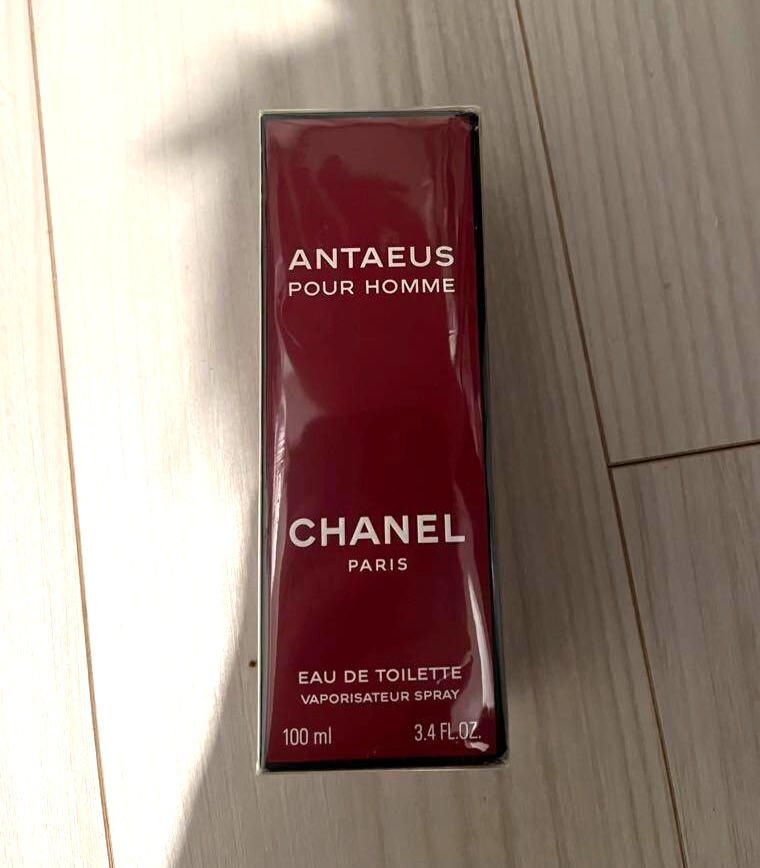 ANTAEUS
POUR HOMME
CHANEL
PARIS
EAU DE TOILETTE
VAPORISATEUR SPRAY
100 ml 3.4 FL.OZ.